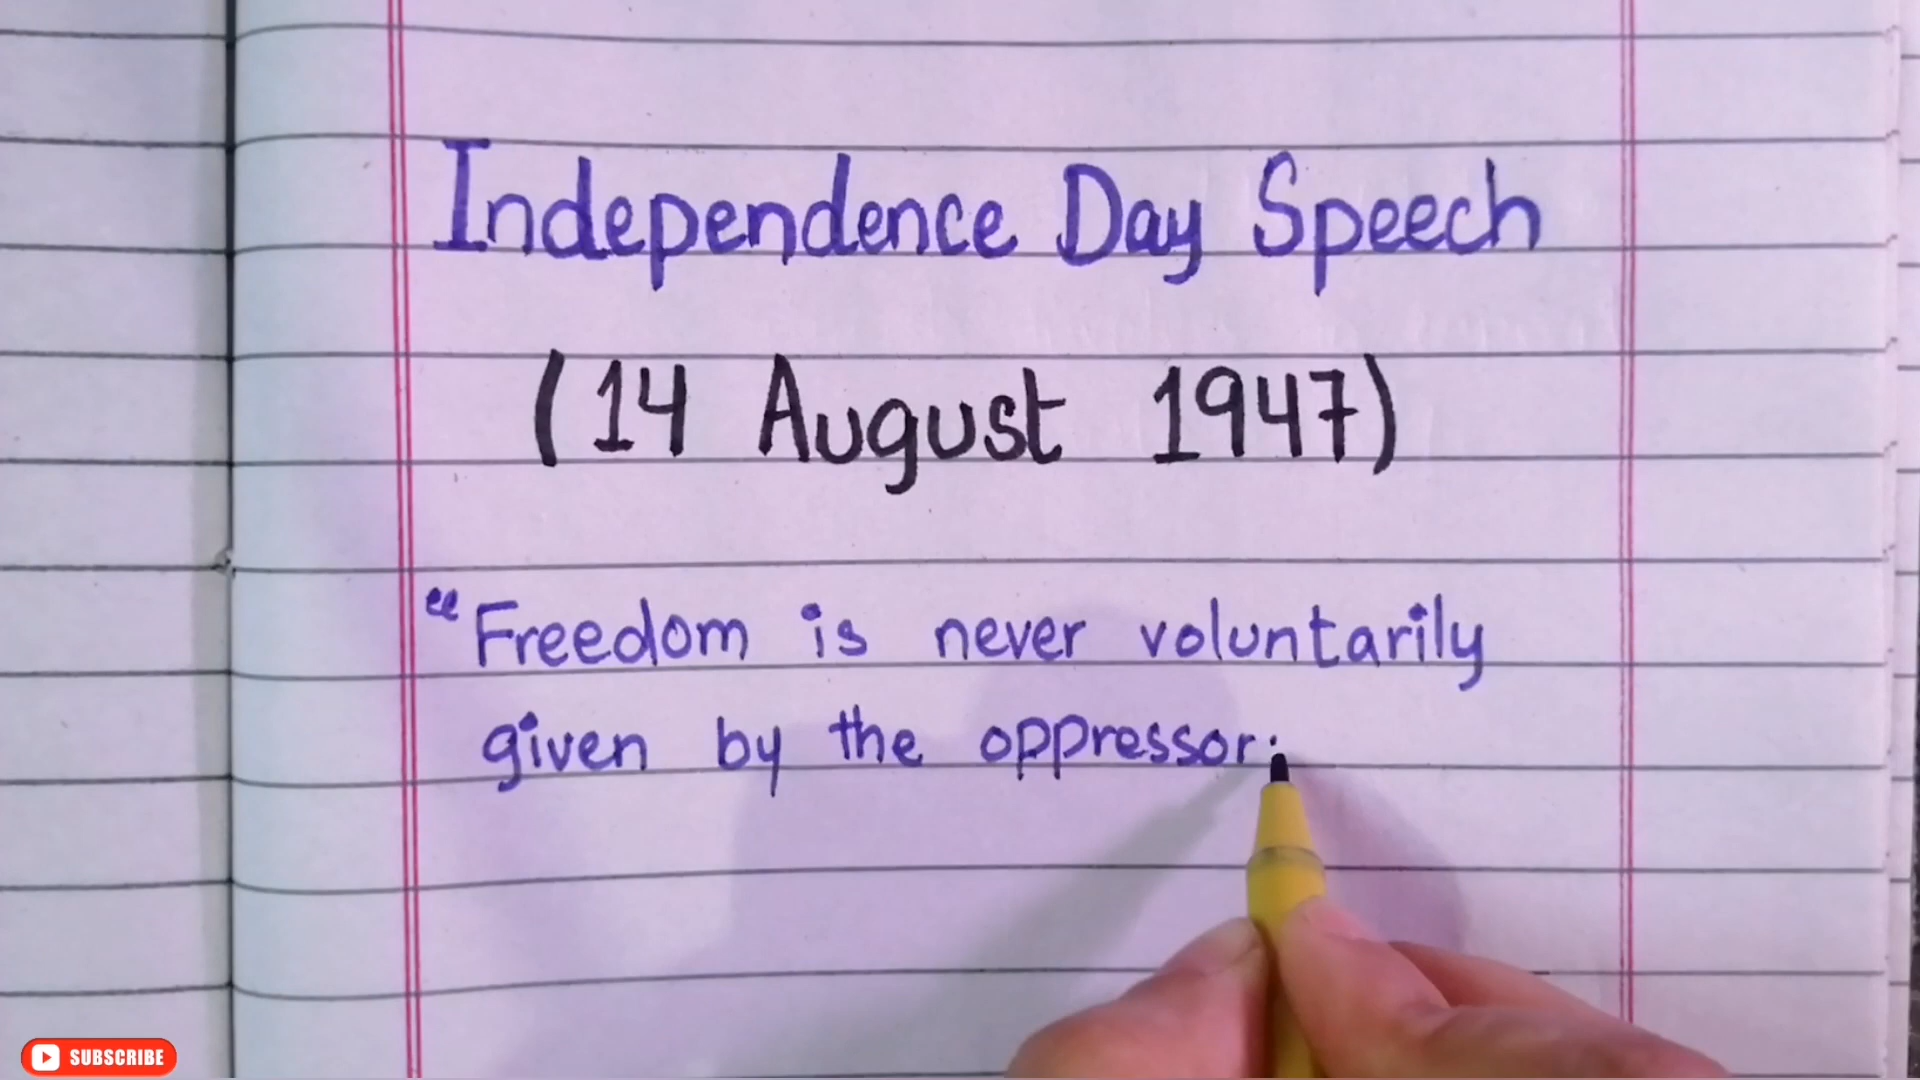 Independence Day Speech
(14 August 1947)
"Freedom is never voluntarily
given by the oppressor;
SUBSCRIBE